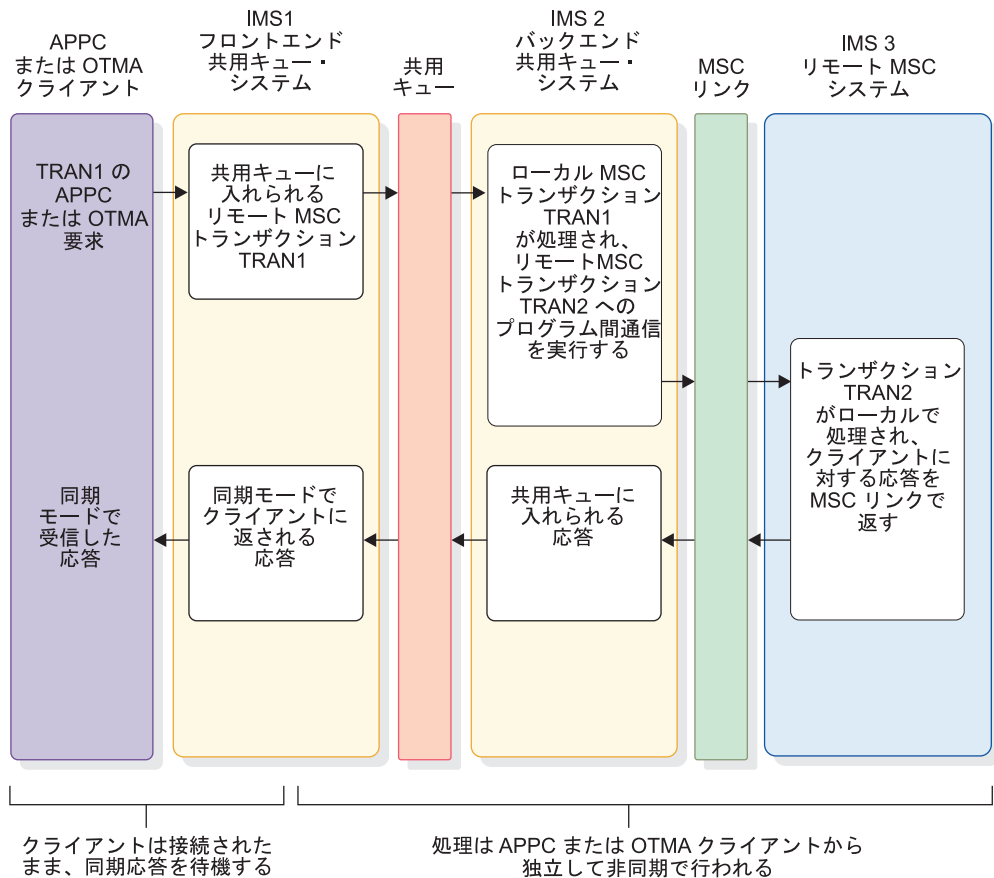 APPC
または OTMA
クライアント
IMS1
フロントエンド
共用キュー・
システム
共用
キュー
IMS 2
バックエンド
共用キュー・
システム
MSC
リンク
IMS 3
リモート MSC
システム
TRAN1 の
APPC
または OTMA
要求
共用キューに
入れられる
リモート MSC
トランザクション
TRAN1
ローカル MSC
トランザクション
TRAN1
が処理され、
リモートMSC
トランザクション
TRAN2 への
プログラム間通信
を実行する
トランザクション
TRAN2
がローカルで
処理され、
クライアントに
対する応答を
MSC リンクで
返す
同期
モードで
受信した
応答
同期モードで
クライアントに
返される
応答
共用キューに
入れられる
応答
クライアントは接続された
まま、同期応答を待機する
処理は APPC または OTMA クライアントから
独立して非同期で行われる